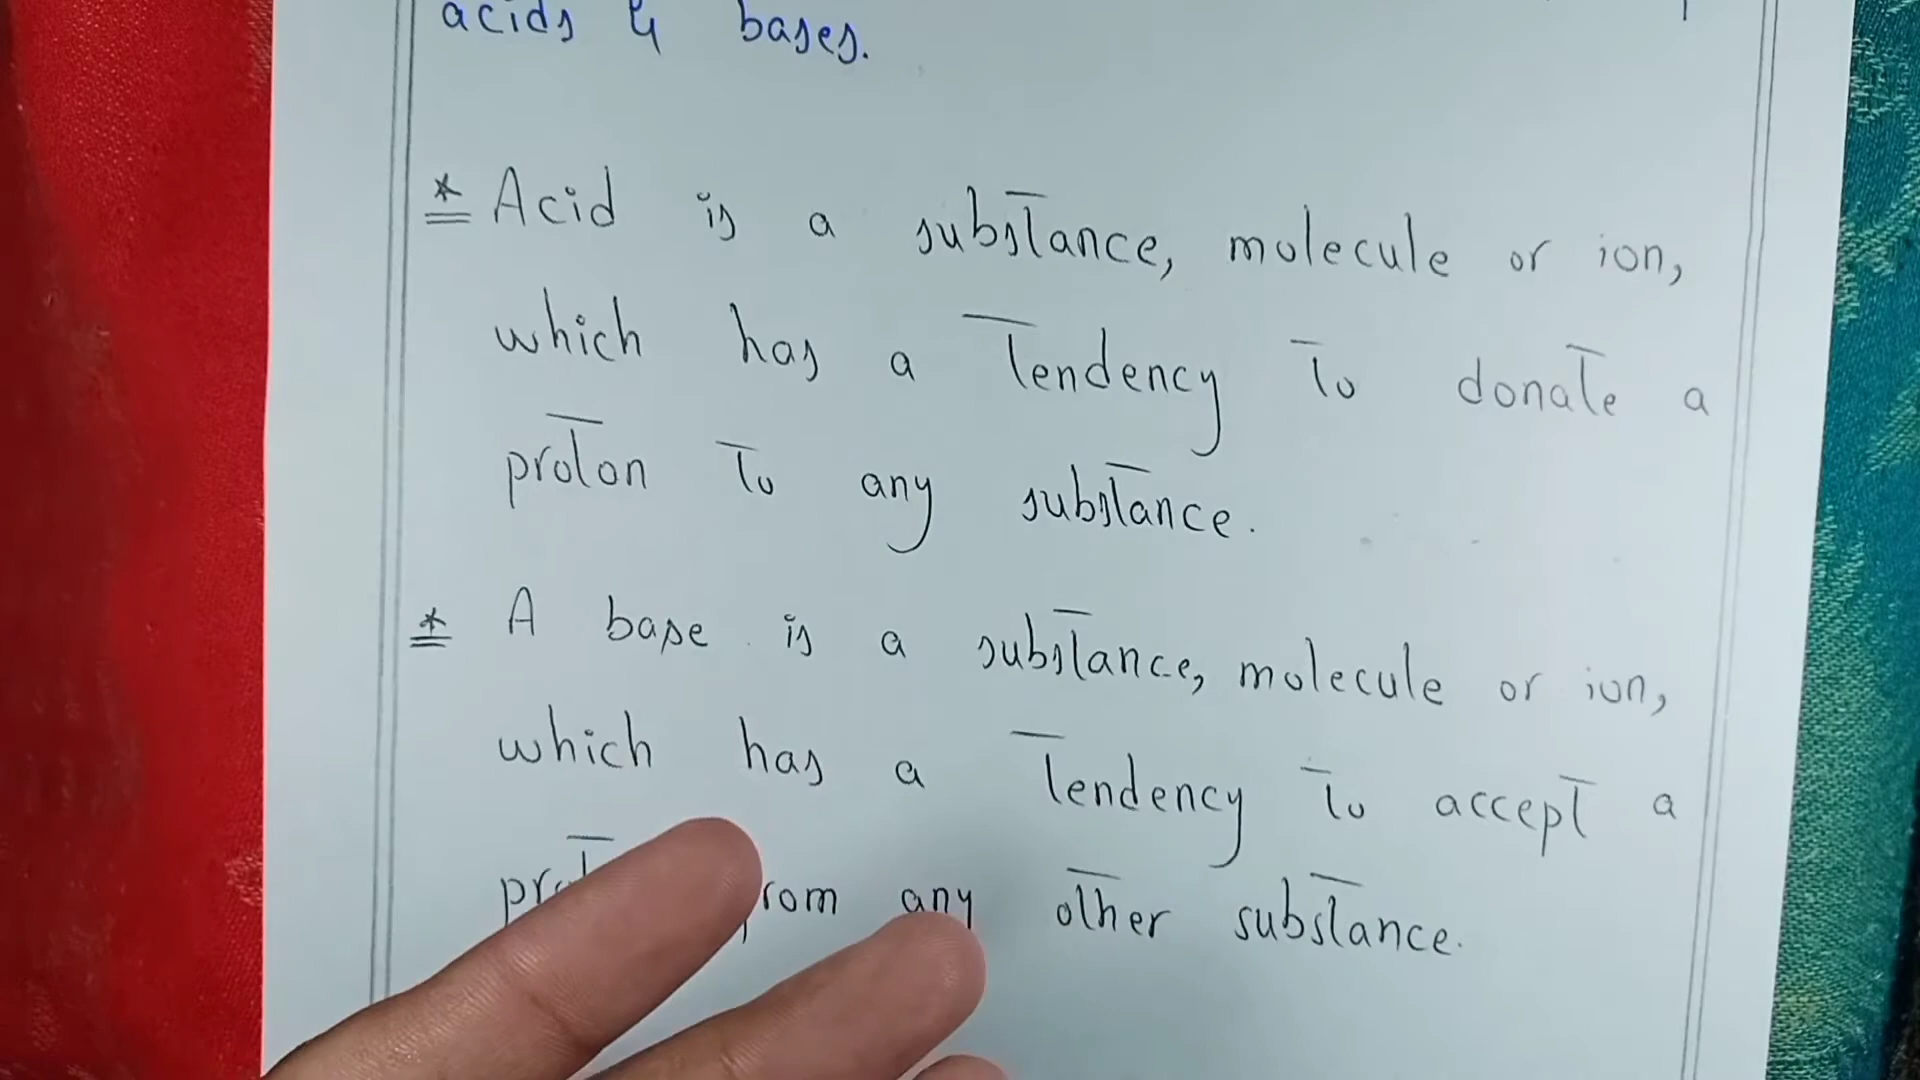 acids & bases.
* Acid is a substance, molecule or ion,
which has a Tendency To donate a
proton To any substance.
* A base is a substance, molecule or ion,
which has a Tendency To accept a
any other substance.